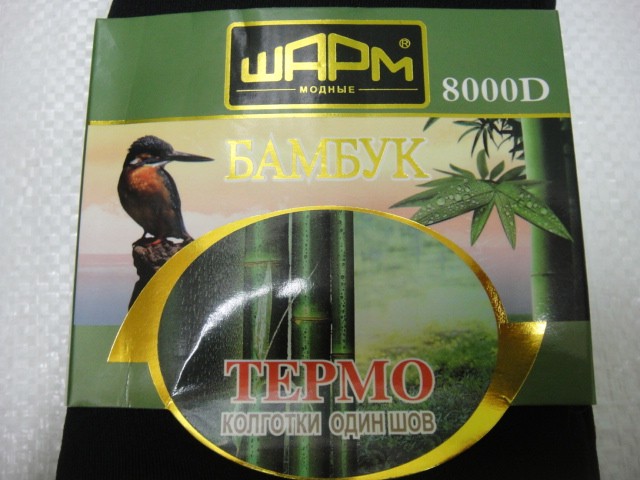 ШАРМ®
МОДНЫЕ
8000D
БАМБУК
ТЕРМО
КОЛГОТКИ ОДИН ШОВ